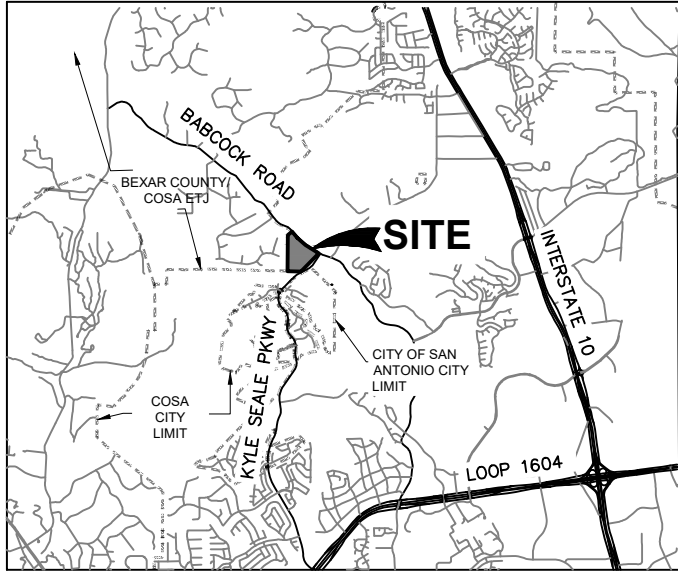 BABCOCK ROAD
BEXAR COUNTY/
COSA ETJ
SITE
INTERSTATE 10
KYLE SEALE PKWY
CITY OF SAN
ANTONIO CITY
LIMIT
COSA
CITY
LIMIT
LOOP 1604